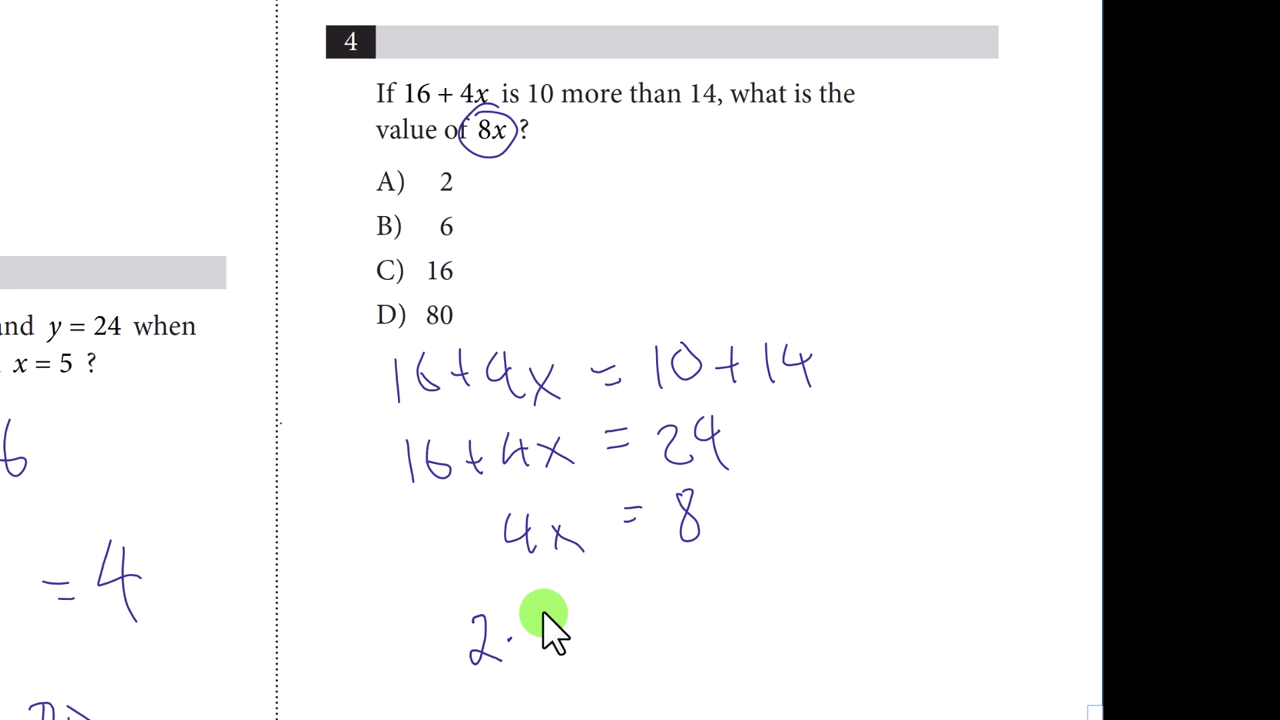 4
If 16 + 4x is 10 more than 14, what is the
value of 8x ?
A) 2
B) 6
C) 16
D) 80
16+4x = 10+14
16+4x = 24
4x = 8
2.
and y = 24 when
x = 5 ?
6
= 4